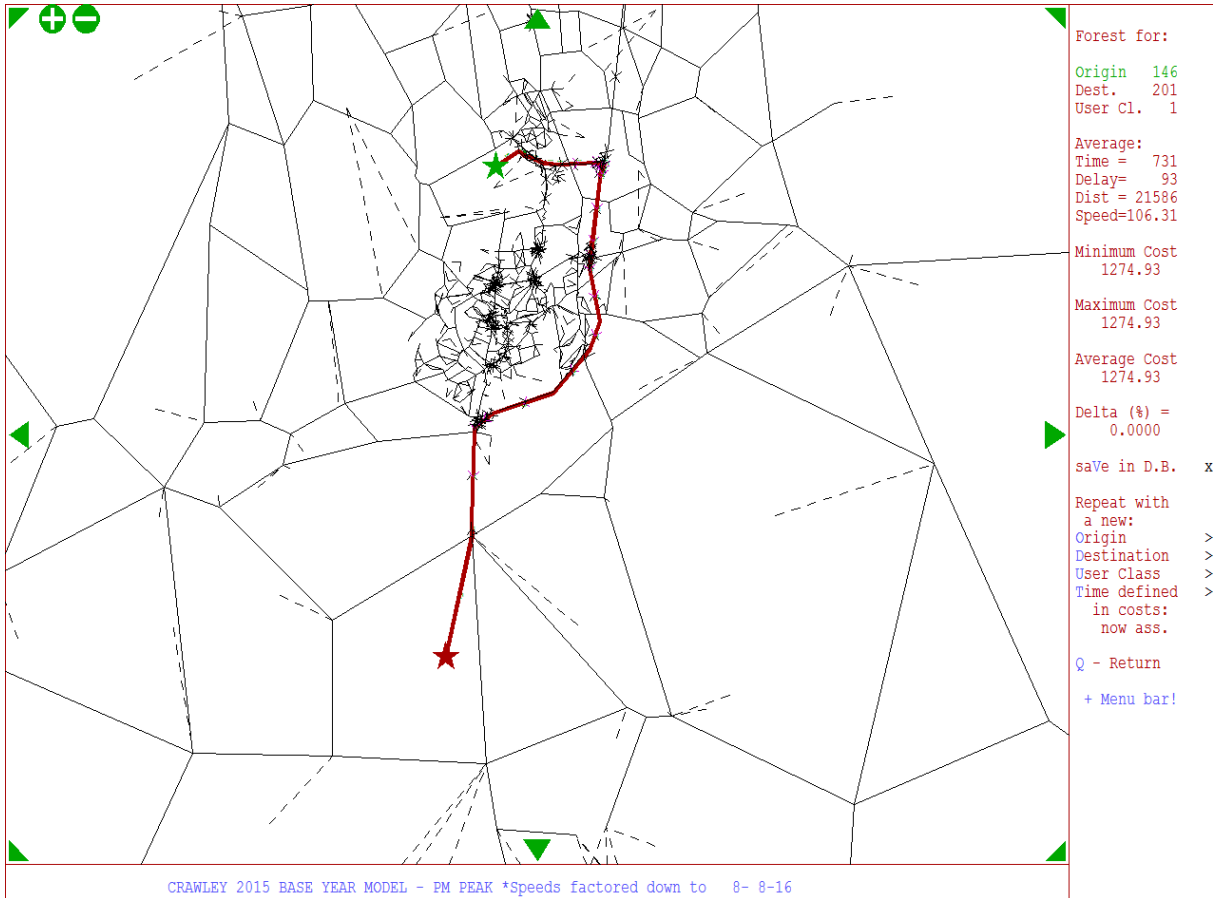 Forest for:
Origin 146
Dest. 201
User Cl. 1
Average:
Time = 731
Delay= 93
Dist = 21586
Speed=106.31
Minimum Cost
1274.93
Maximum Cost
1274.93
Average Cost
1274.93
Delta (%) =
0.0000
saVe in D.B. x
Repeat with
a new:
Origin >
Destination >
User Class >
Time defined >
in costs:
now ass.
Q - Return
+ Menu bar!
CRAWLEY 2015 BASE YEAR MODEL - PM PEAK *Speeds factored down to 8- 8-16